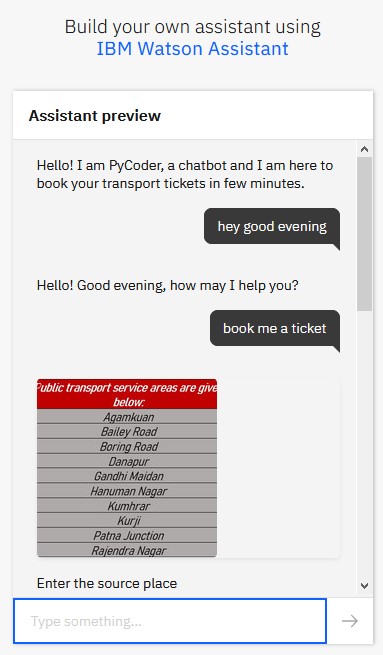 Build your own assistant using
IBM Watson Assistant
Assistant preview
Hello! I am PyCoder, a chatbot and I am here to
book your transport tickets in few minutes.
hey good evening
Hello! Good evening, how may I help you?
book me a ticket
Public transport service areas are give
below:
Agamkuan
Bailey Road
Boring Road
Danapur
Gandhi Maidan
Hanuman Nagar
Kumhrar
Kurji
Patna Junction
Rajendra Nagar
Enter the source place
Type something...